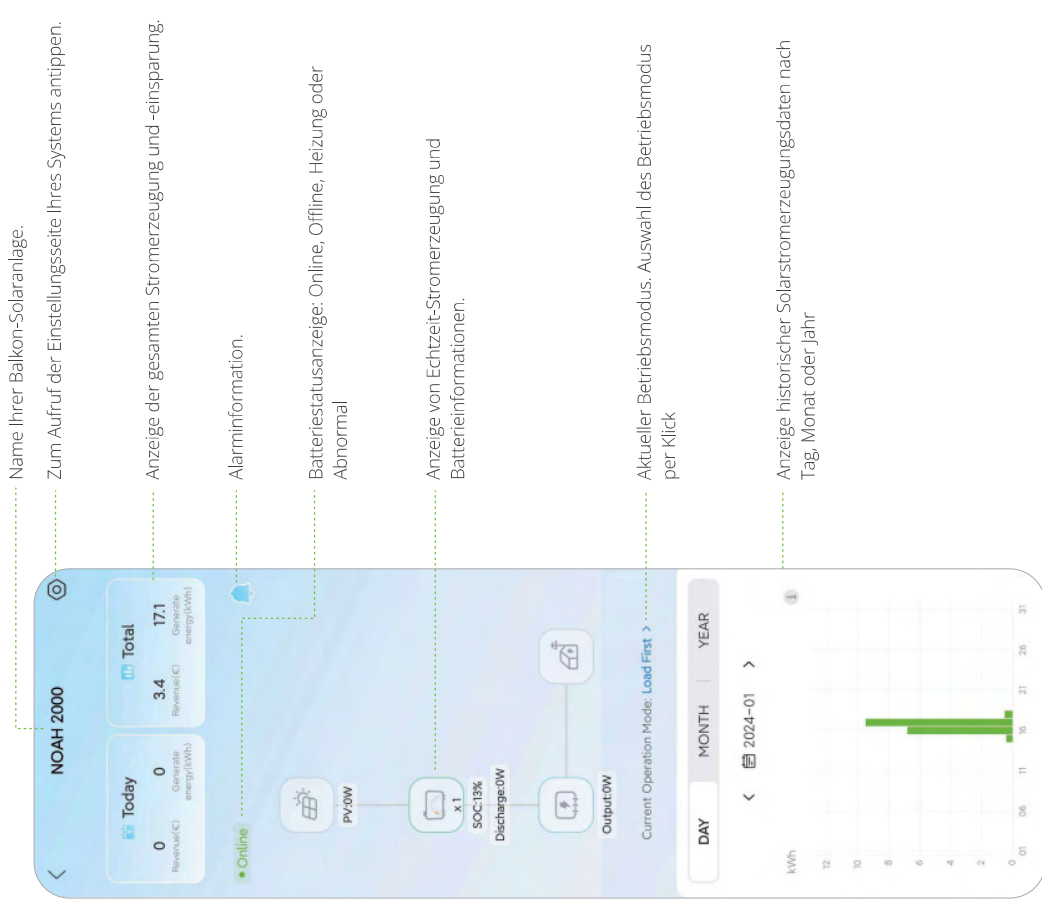 Name Ihrer Balkon-Solaranlage.
Zum Aufruf der Einstellungsseite Ihres Systems antippen.
Anzeige der gesamten Stromerzeugung und -einsparung.
Alarminformation.
Batteriestatusanzeige: Online, Offline, Heizung oder
Abnormal
Anzeige von Echtzeit-Stromerzeugung und
Batterieinformationen.
Aktueller Betriebsmodus. Auswahl des Betriebsmodus
per Klick
Anzeige historischer Solarstromerzeugungsdaten nach
Tag, Monat oder Jahr
NOAH 2000
Today
0 0
Revenue(€) Generate
energy(kWh)
Total
3.4 17.1
Revenue(€) Generate
energy(kWh)
Online
PV:0W
x 1
SOC:13%
Discharge:0W
Output:0W
Current Operation Mode: Load First >
DAY MONTH YEAR
< 2024-01 >
kWh
12
10
8
6
4
2
0
01 06 11 16 21 26 31